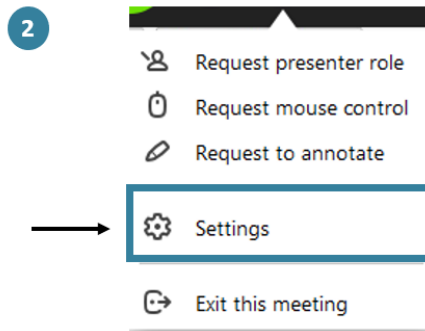 2
Request presenter role
Request mouse control
Request to annotate
Settings
Exit this meeting